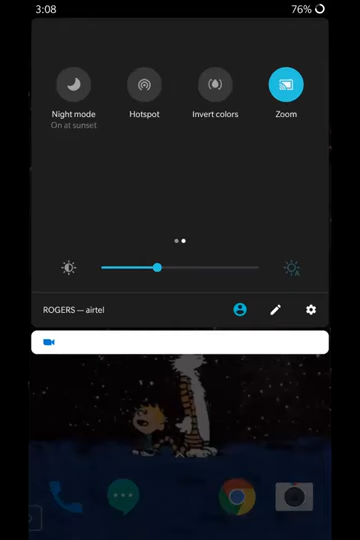 3:08 76%
Night mode Hotspot Invert colors Zoom
On at sunset
ROGERS — airtel